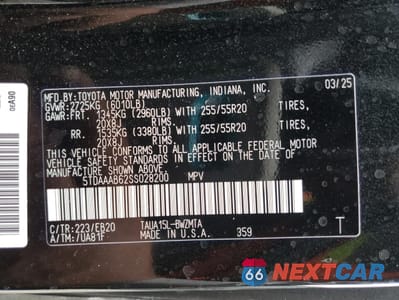 MFD.BY:TOYOTA MOTOR MANUFACTURING, INDIANA, INC. 03/25
GVWR:2725KG (6010LB)
GAWR:FRT. 1345KG (2960LB) WITH 255/55R20 TIRES,
20X8J RIMS,
RR. 1535KG (3380LB) WITH 255/55R20 TIRES,
20X8J RIMS.
THIS VEHICLE CONFORMS TO ALL APPLICABLE FEDERAL MOTOR
VEHICLE SAFETY STANDARDS IN EFFECT ON THE DATE OF
MANUFACTURE SHOWN ABOVE.
5TDAAAB62SS028200 MPV
C/TR:223/EB20 TAUA15L-BWZMTA
A/TM:/UA81F MADE IN U.S.A. 359 T
06A90
66 NEXTCAR